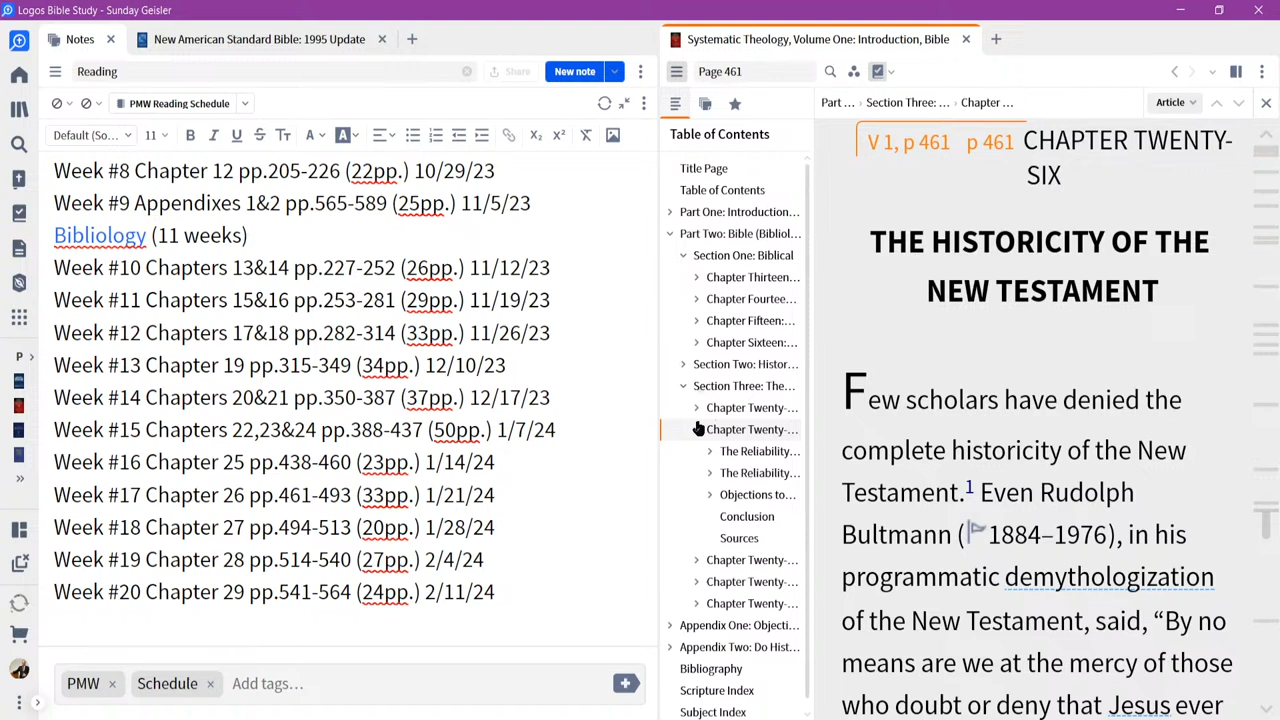 Logos Bible Study - Sunday Geisler
Notes
New American Standard Bible: 1995 Update
Reading
Share
New note
PMW Reading Schedule
Default (So...
11
B I U S Tт A A
X₂ X²
Week #8 Chapter 12 pp.205-226 (22pp.) 10/29/23
Week #9 Appendixes 1&2 pp.565-589 (25pp.) 11/5/23
Bibliology (11 weeks)
Week #10 Chapters 13&14 pp.227-252 (26pp.) 11/12/23
Week #11 Chapters 15&16 pp.253-281 (29pp.) 11/19/23
Week #12 Chapters 17&18 pp.282-314 (33pp.) 11/26/23
Week #13 Chapter 19 pp.315-349 (34pp.) 12/10/23
Week #14 Chapters 20&21 pp.350-387 (37pp.) 12/17/23
Week #15 Chapters 22,23&24 pp.388-437 (50pp.) 1/7/24
Week #16 Chapter 25 pp.438-460 (23pp.) 1/14/24
Week #17 Chapter 26 pp.461-493 (33pp.) 1/21/24
Week #18 Chapter 27 pp.494-513 (20pp.) 1/28/24
Week #19 Chapter 28 pp.514-540 (27pp.) 2/4/24
Week #20 Chapter 29 pp.541-564 (24pp.) 2/11/24
PMW
Schedule
Add tags...
P
Systematic Theology, Volume One: Introduction, Bible
Page 461
Table of Contents
Title Page
Table of Contents
Part One: Introduction...
Part Two: Bible (Bibliol...
Section One: Biblical
Chapter Thirteen...
Chapter Fourtee...
Chapter Fifteen:...
Chapter Sixteen:...
Section Two: Histor...
Section Three: The...
Chapter Twenty-...
Chapter Twenty-...
The Reliability...
The Reliability...
Objections to...
Conclusion
Sources
Chapter Twenty-...
Chapter Twenty-...
Chapter Twenty-...
Appendix One: Objecti...
Appendix Two: Do Hist...
Bibliography
Scripture Index
Subject Index
Part ... › Section Three: ... › Chapter ...
Article
V 1, p 461 p 461 CHAPTER TWENTY-
SIX
THE HISTORICITY OF THE
NEW TESTAMENT
Few scholars have denied the
complete historicity of the New
Testament.1 Even Rudolph
Bultmann (1884–1976), in his
programmatic demythologization
of the New Testament, said, “By no
means are we at the mercy of those
who doubt or deny that Jesus ever